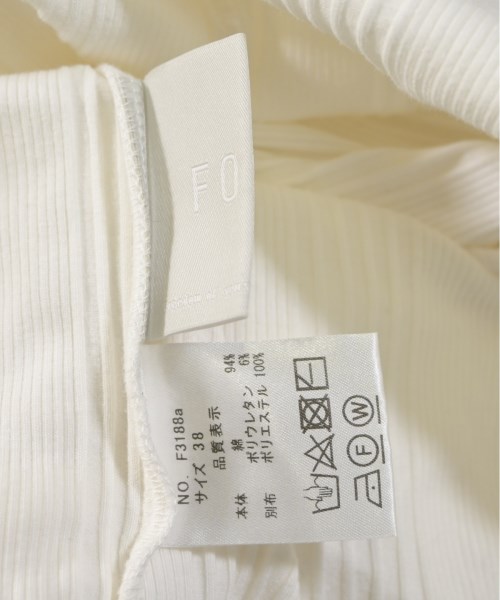 FO
NO. F3188a
サイズ 38
品質表示
本体 綿 94%
ポリウレタン 6%
別布 ポリエステル 100%
F W